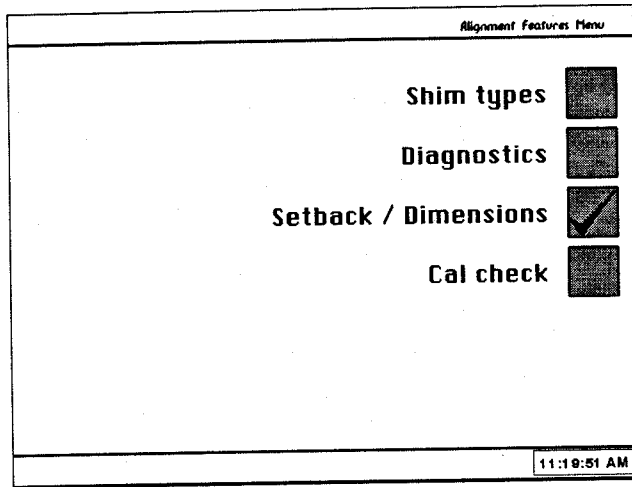 Alignment Features Menu
Shim types
Diagnostics
Setback / Dimensions
Cal check
11:19:51 AM